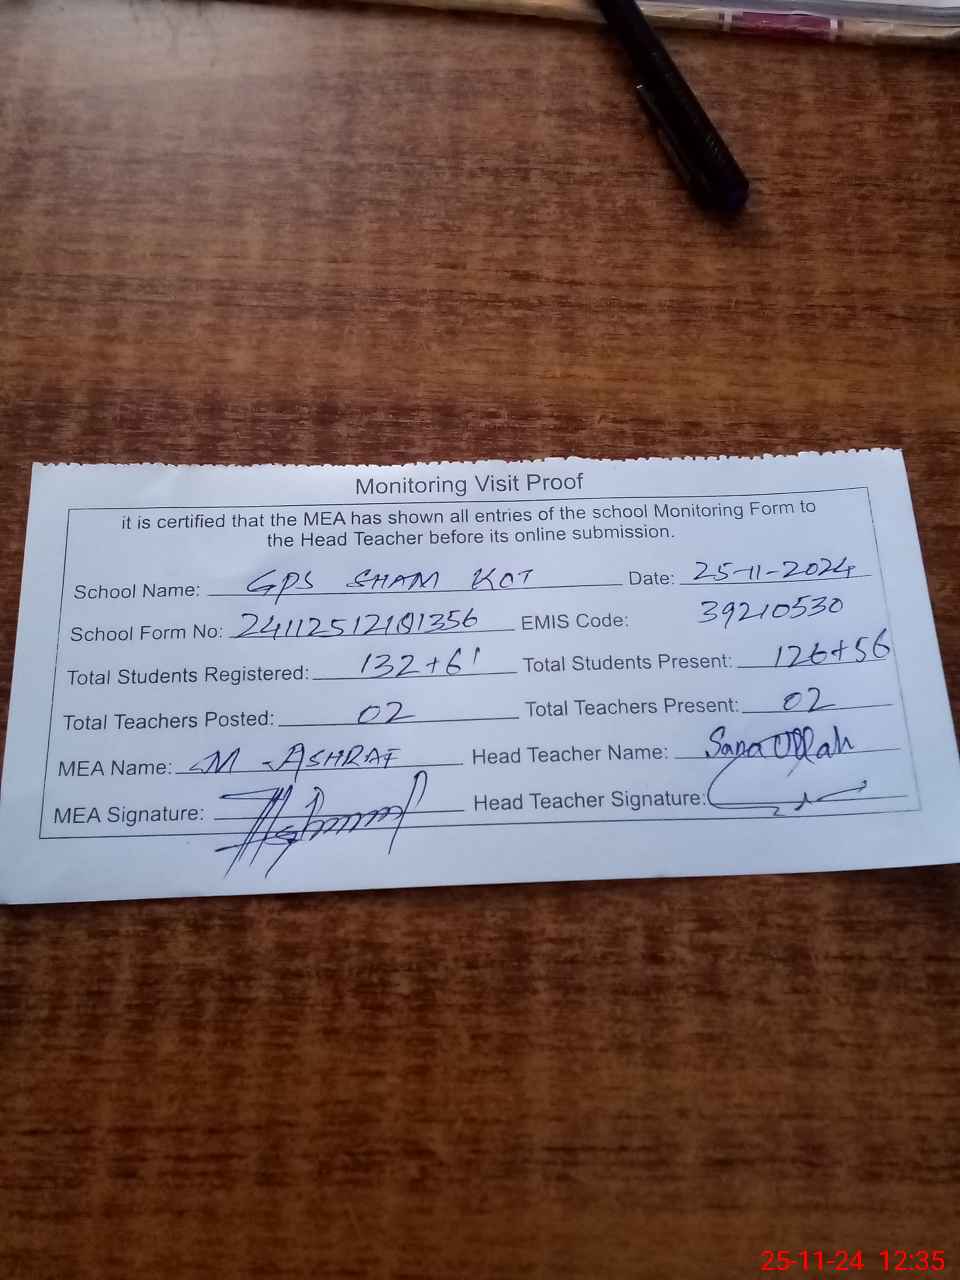 Monitoring Visit Proof
it is certified that the MEA has shown all entries of the school Monitoring Form to
the Head Teacher before its online submission.
School Name: GPS SHAM KOT Date: 25-11-2024
School Form No: 24112512181356 EMIS Code: 39210530
Total Students Registered: 132+61 Total Students Present: 126+56
Total Teachers Posted: 02 Total Teachers Present: 02
MEA Name: M ASHRAF Head Teacher Name: Sana Ullah
MEA Signature: Head Teacher Signature:
25-11-24 12:35